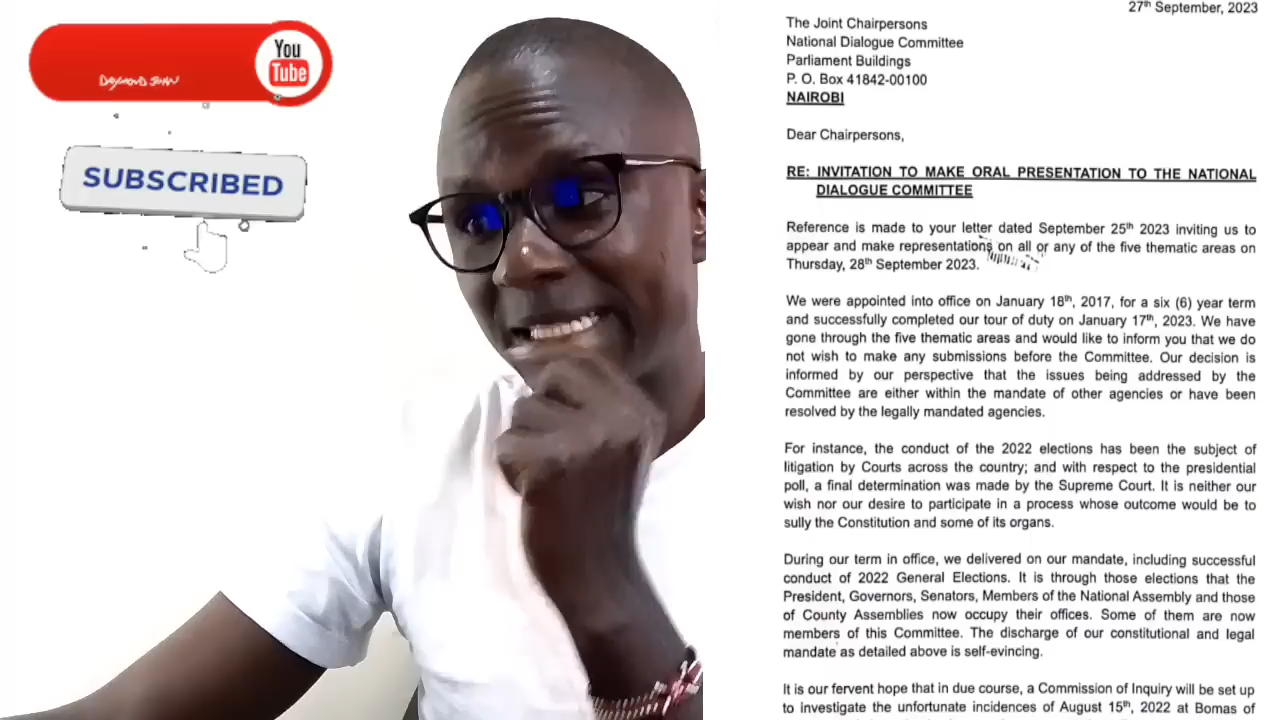 You
Tube
SUBSCRIBED
27th September, 2023
The Joint Chairpersons
National Dialogue Committee
Parliament Buildings
P. O. Box 41842-00100
NAIROBI
Dear Chairpersons,
RE: INVITATION TO MAKE ORAL PRESENTATION TO THE NATIONAL
DIALOGUE COMMITTEE
Reference is made to your letter dated September 25th 2023 inviting us to
appear and make representations on all or any of the five thematic areas on
Thursday, 28th September 2023.
We were appointed into office on January 18th, 2017, for a six (6) year term
and successfully completed our tour of duty on January 17th, 2023. We have
gone through the five thematic areas and would like to inform you that we do
not wish to make any submissions before the Committee. Our decision is
informed by our perspective that the issues being addressed by the
Committee are either within the mandate of other agencies or have been
resolved by the legally mandated agencies.
For instance, the conduct of the 2022 elections has been the subject of
litigation by Courts across the country; and with respect to the presidential
poll, a final determination was made by the Supreme Court. It is neither our
wish nor our desire to participate in a process whose outcome would be to
sully the Constitution and some of its organs.
During our term in office, we delivered on our mandate, including successful
conduct of 2022 General Elections. It is through those elections that the
President, Governors, Senators, Members of the National Assembly and those
of County Assemblies now occupy their offices. Some of them are now
members of this Committee. The discharge of our constitutional and legal
mandate as detailed above is self-evincing.
It is our fervent hope that in due course, a Commission of Inquiry will be set up
to investigate the unfortunate incidences of August 15th, 2022 at Bomas of